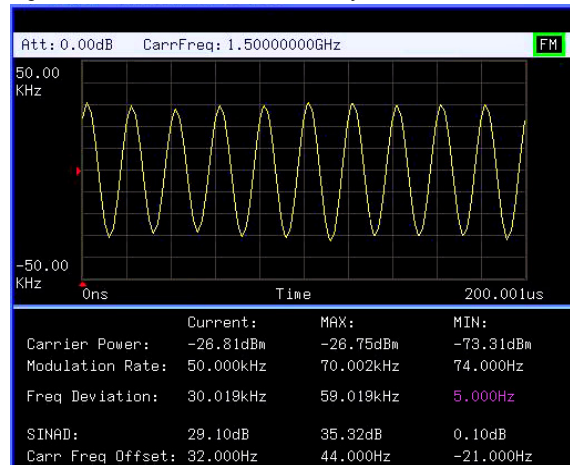 Att: 0.00dB CarrFreq: 1.50000000GHz FM
50.00
KHz
-50.00
KHz
0ns Time 200.001us
Current: MAX: MIN:
Carrier Power: -26.81dBm -26.75dBm -73.31dBm
Modulation Rate: 50.000kHz 70.002kHz 74.000Hz
Freq Deviation: 30.019kHz 59.019kHz 5.000Hz
SINAD: 29.10dB 35.32dB 0.10dB
Carr Freq Offset: 32.000Hz 44.000Hz -21.000Hz